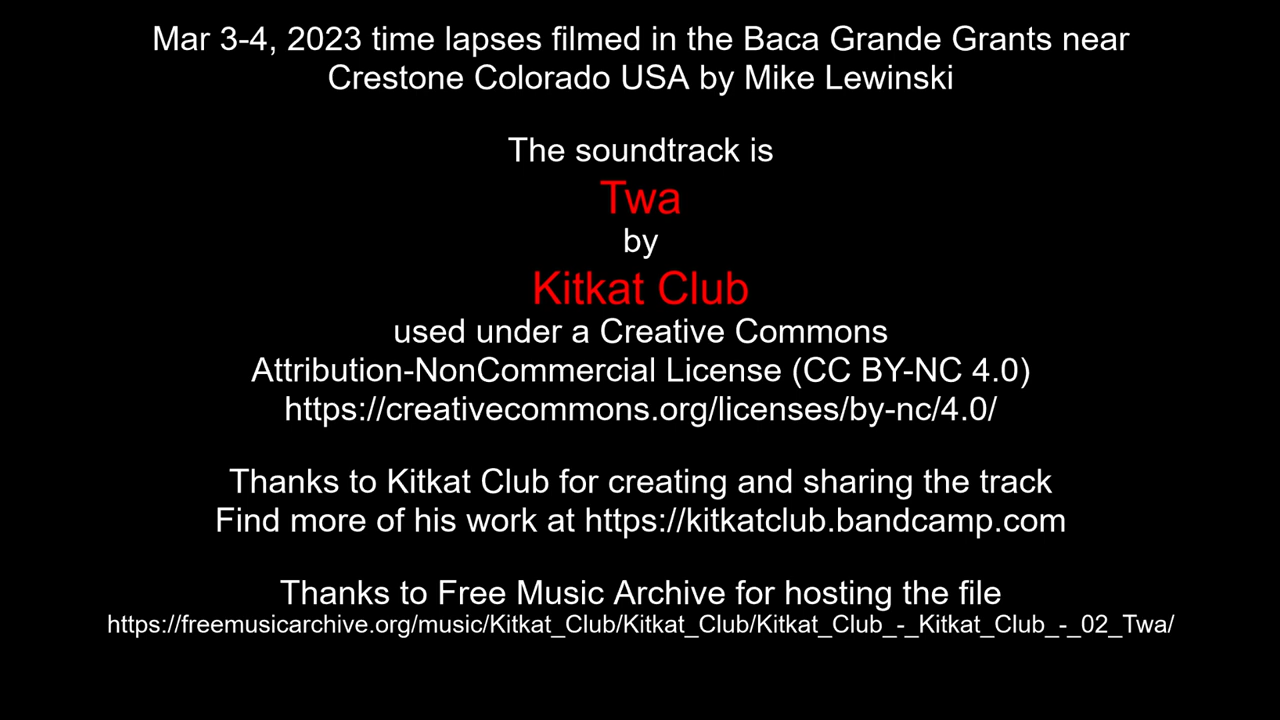 Mar 3-4, 2023 time lapses filmed in the Baca Grande Grants near
Crestone Colorado USA by Mike Lewinski
The soundtrack is
Twa
by
Kitkat Club
used under a Creative Commons
Attribution-NonCommercial License (CC BY-NC 4.0)
https://creativecommons.org/licenses/by-nc/4.0/
Thanks to Kitkat Club for creating and sharing the track
Find more of his work at https://kitkatclub.bandcamp.com
Thanks to Free Music Archive for hosting the file
https://freemusicarchive.org/music/Kitkat_Club/Kitkat_Club/Kitkat_Club_-_Kitkat_Club_-_02_Twa/